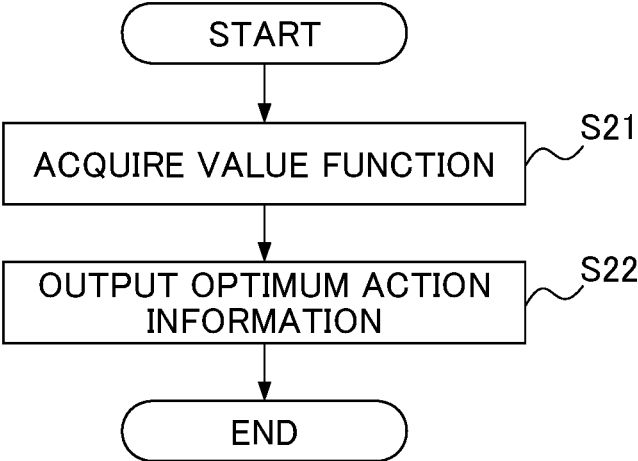 START
ACQUIRE VALUE FUNCTION
S21
OUTPUT OPTIMUM ACTION
INFORMATION
S22
END